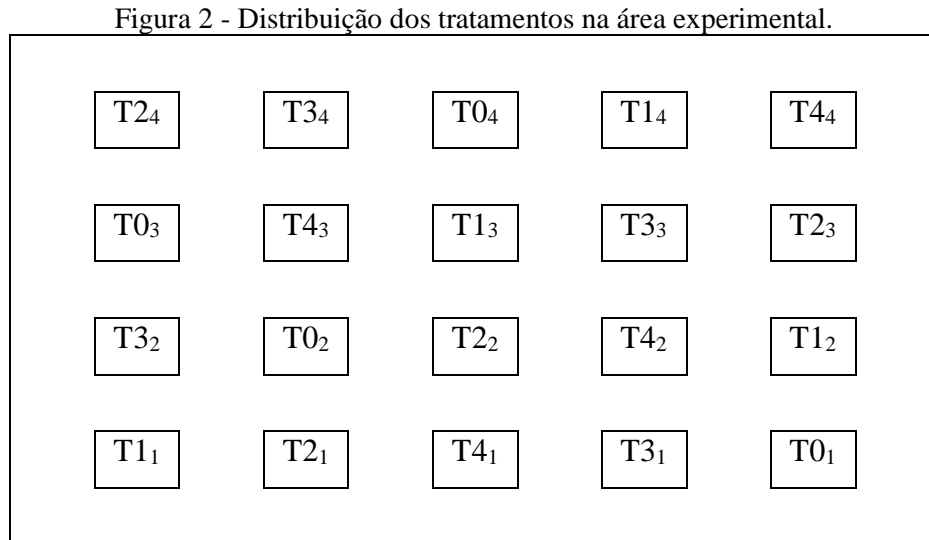 Figura 2 - Distribuição dos tratamentos na área experimental.
T2₄ T3₄ T0₄ T1₄ T4₄
T0₃ T4₃ T1₃ T3₃ T2₃
T3₂ T0₂ T2₂ T4₂ T1₂
T1₁ T2₁ T4₁ T3₁ T0₁